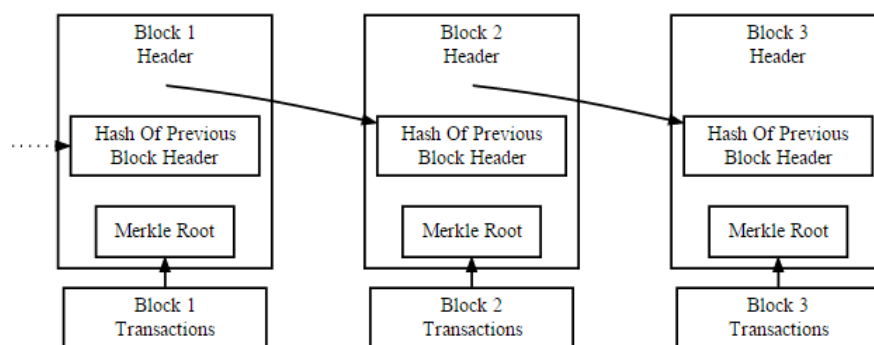 Block 1
Header
Hash Of Previous
Block Header
Merkle Root
Block 1
Transactions
Block 2
Header
Hash Of Previous
Block Header
Merkle Root
Block 2
Transactions
Block 3
Header
Hash Of Previous
Block Header
Merkle Root
Block 3
Transactions